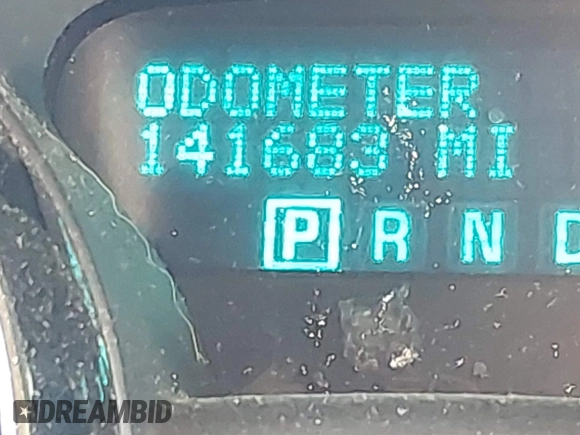 ODOMETER
141683 MI
P R N D
DREAMBID